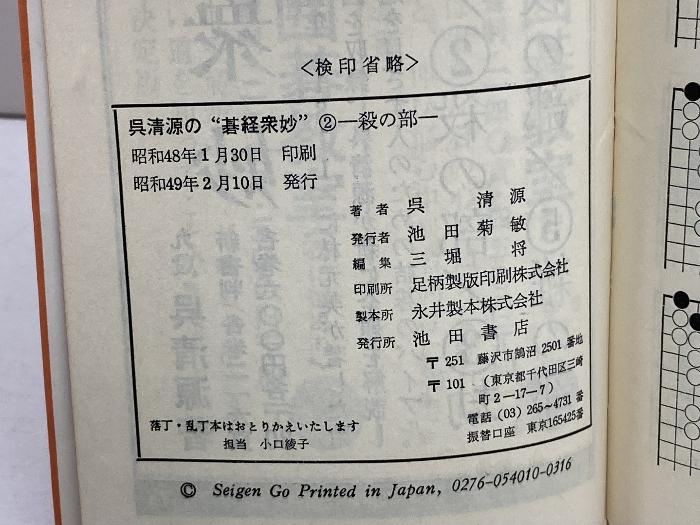 <検印省略>
呉清源の“碁経衆妙”②―殺の部―
昭和48年1月30日 印刷
昭和49年2月10日 発行
著者 呉清源
発行者 池田菊敏
編集 三堀将
印刷所 足柄製版印刷株式会社
製本所 永井製本株式会社
発行所 池田書店
〒251 藤沢市鵠沼2501番地
〒101 (東京都千代田区三崎
町2-17-7)
電話(03)265~4731番
振替口座 東京165425番
落丁・乱丁本はおとりかえいたします
担当 小口綾子
© Seigen Go Printed in Japan, 0276-054010-0316